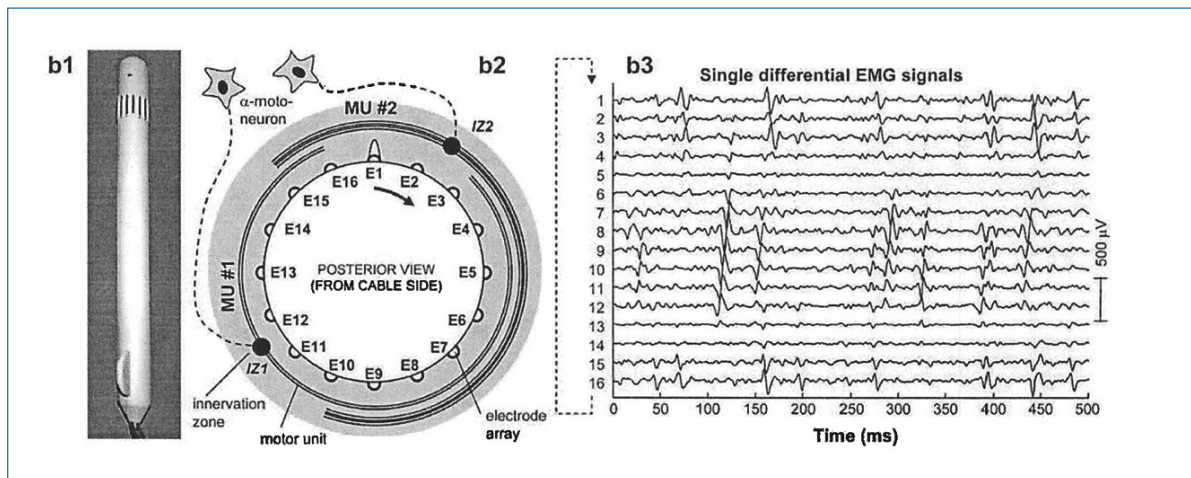 b1
α-moto-
neuron
b2
MU #2
IZ2
E1
E2
E3
E4
E5
E6
E7
E8
E9
E10
E11
E12
E13
E14
E15
E16
POSTERIOR VIEW
(FROM CABLE SIDE)
MU #1
IZ1
innervation
zone
motor unit
electrode
array
b3
Single differential EMG signals
1
2
3
4
5
6
7
8
9
10
11
12
13
14
15
16
500 μV
0 50 100 150 200 250 300 350 400 450 500
Time (ms)